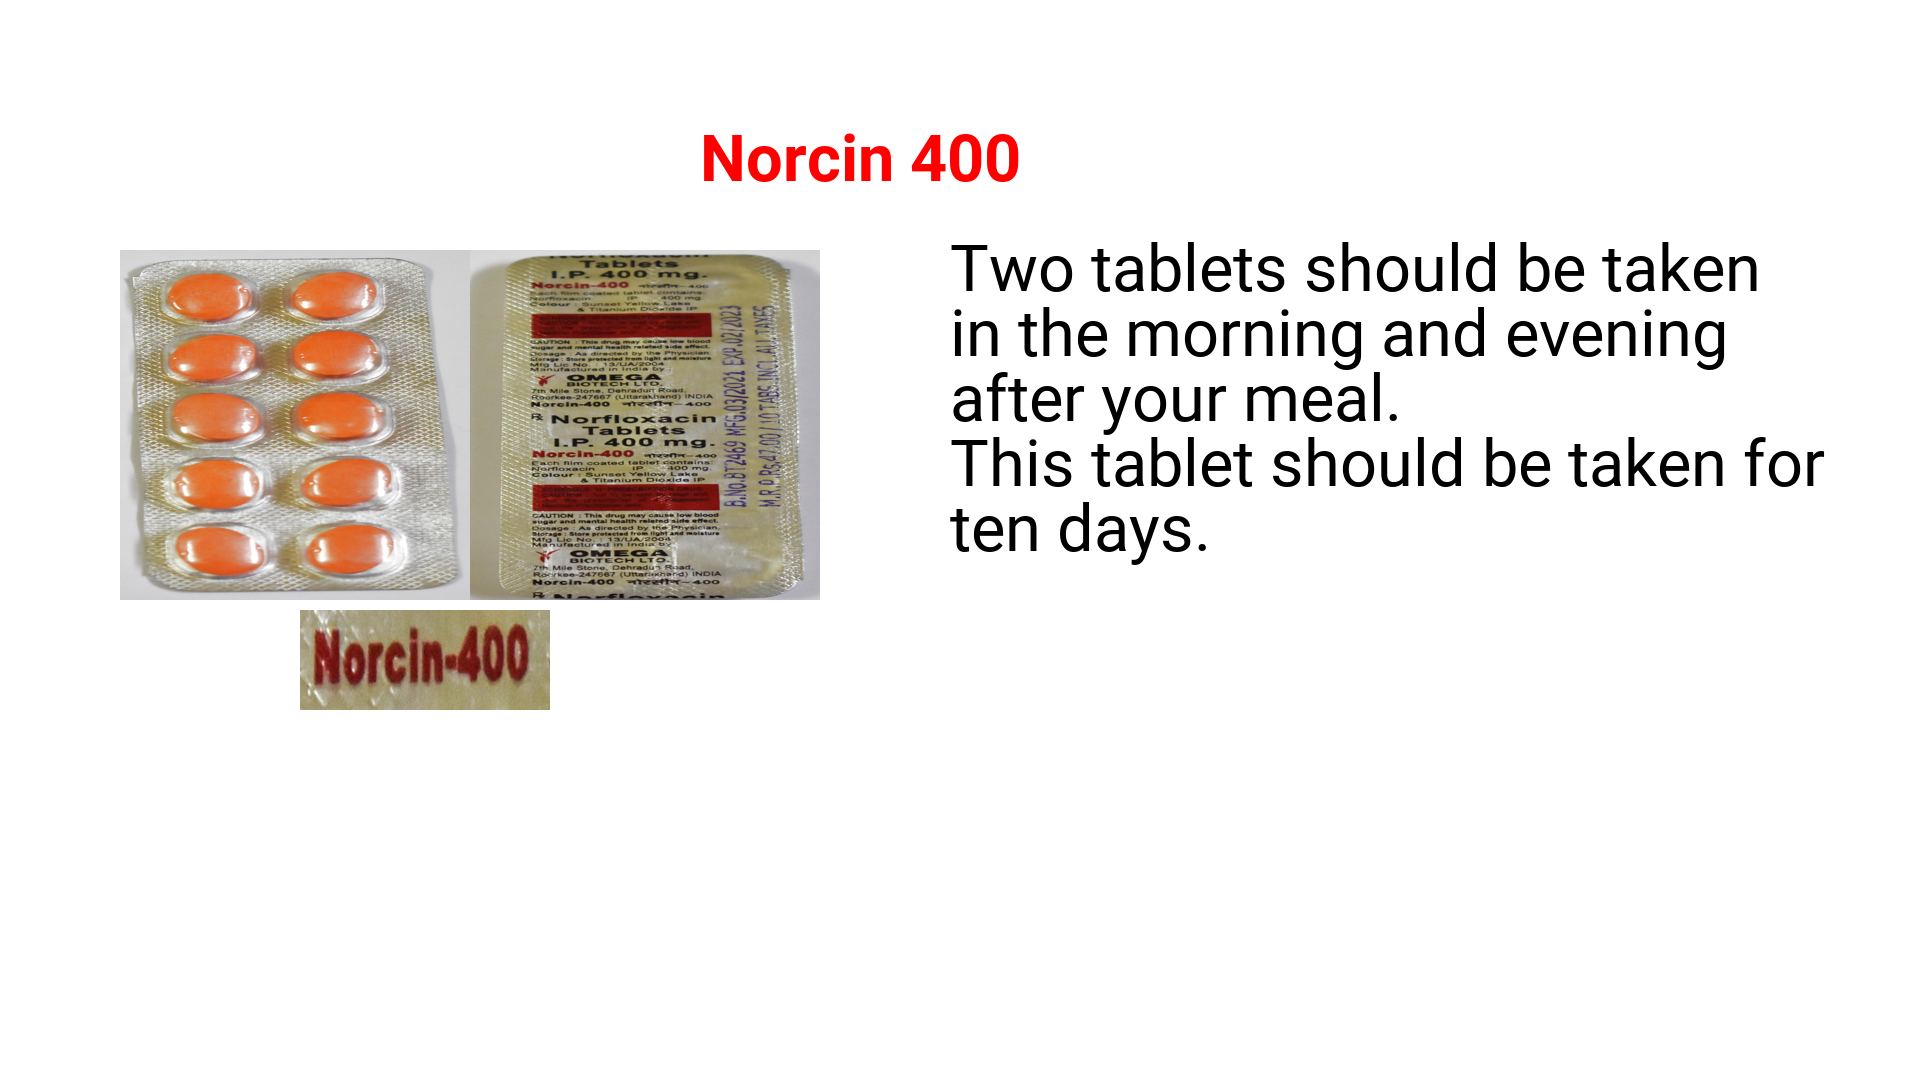 Norcin 400
Two tablets should be taken
in the morning and evening
after your meal.
This tablet should be taken for
ten days.
Tablets
I.P. 400 mg.
Norcin-400 नोरसीन-400
Each film coated tablet contains:
Norfloxacin IP 400 mg.
Colour : Sunset Yellow Lake
& Titanium Dioxide IP
CAUTION : This drug may cause low blood
sugar and mental health related side effect.
Dosage : As directed by the Physician.
Storage : Store protected from light and moisture
Mfg Lic No. : 13/UA/2004
Manufactured in India by
OMEGA
BIOTECH LTD.
7th Mile Stone, Dehradun Road,
Roorkee-247667 (Uttarakhand) INDIA
Norcin-400 नोरसीन-400
Rx Norfloxacin
Tablets
I.P. 400 mg.
Norcin-400 नोरसीन-400
Each film coated tablet contains:
Norfloxacin IP 400 mg.
Colour : Sunset Yellow Lake
& Titanium Dioxide IP
CAUTION : This drug may cause low blood
sugar and mental health related side effect.
Dosage : As directed by the Physician.
Storage : Store protected from light and moisture
Mfg Lic No. : 13/UA/2004
Manufactured in India by
OMEGA
BIOTECH LTD.
7th Mile Stone, Dehradun Road,
Roorkee-247667 (Uttarakhand) INDIA
Norcin-400 नोरसीन-400
Rx Norfloxacin
B.No.BT2469 MFG.03/2021 EXP.02/2023
M.R.P.Rs.47.00/10TABS.INCL.ALL TAXES
Norcin-400